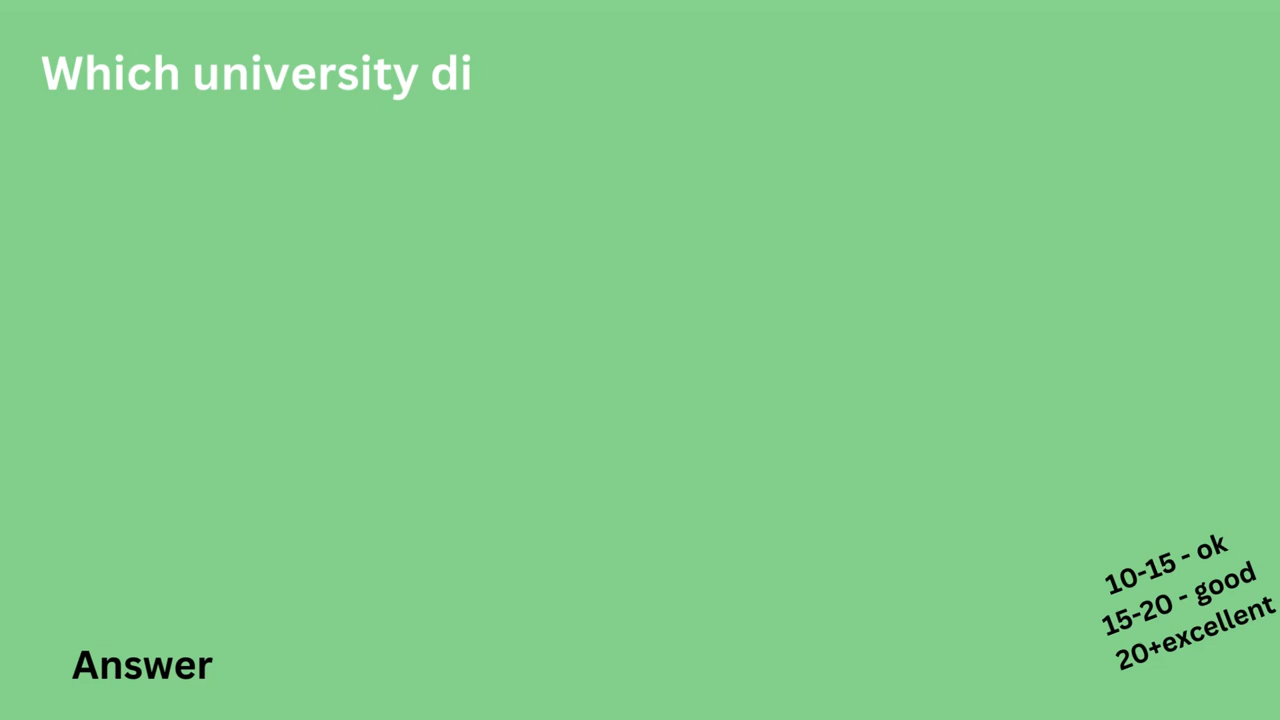 Which university di
10-15 - ok
15-20 - good
20+excellent
Answer